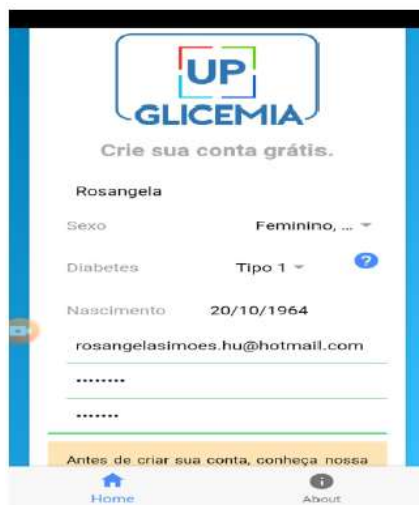 UP
GLICEMIA
Crie sua conta grátis.
Rosangela
Sexo Feminino, ...
Diabetes Tipo 1 ?
Nascimento 20/10/1964
rosangelasimoes.hu@hotmail.com
••••••••
•••••••
Antes de criar sua conta, conheça nossa
Home About